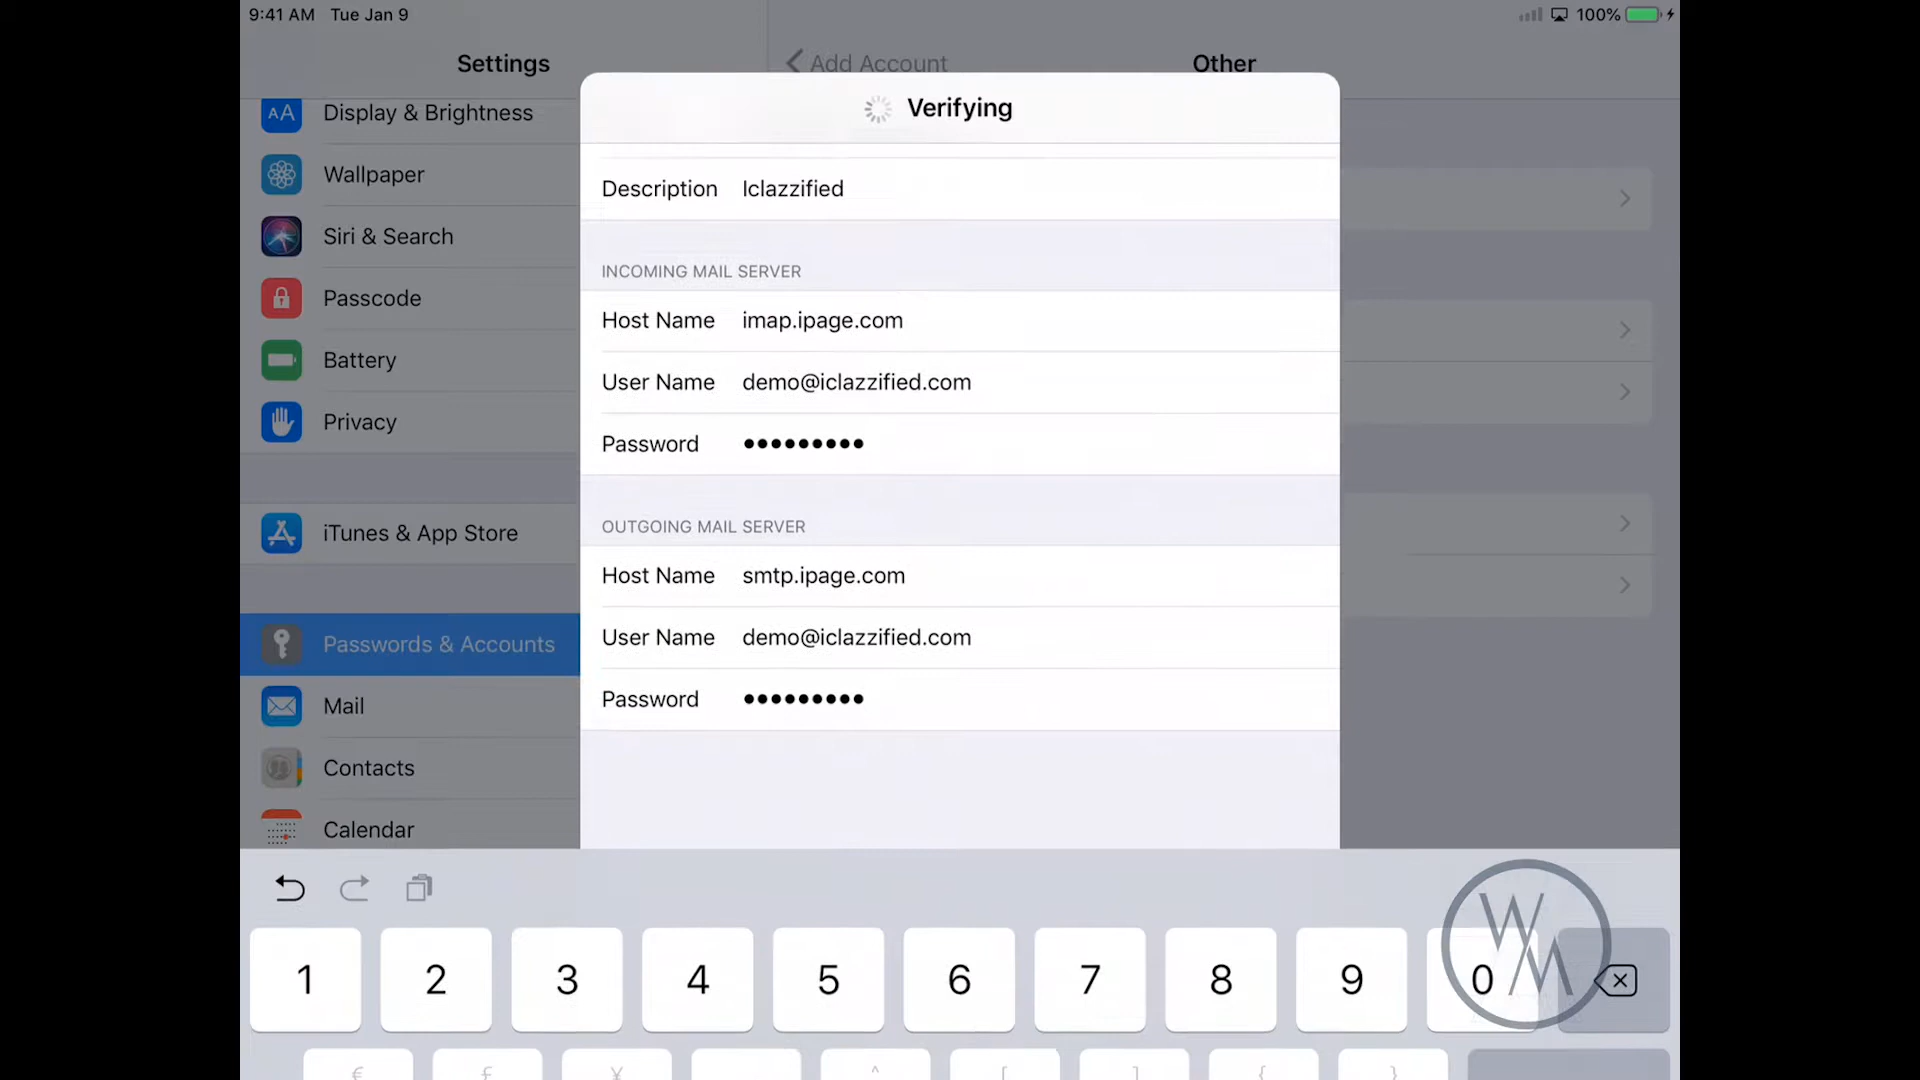 9:41 AM Tue Jan 9
100%
Settings
Add Account
Other
Verifying
AA
Display & Brightness
Wallpaper
Siri & Search
Passcode
Battery
Privacy
iTunes & App Store
Passwords & Accounts
Mail
Contacts
Calendar
Description Iclazzified
INCOMING MAIL SERVER
Host Name imap.ipage.com
User Name demo@iclazzified.com
Password •••••••••
OUTGOING MAIL SERVER
Host Name smtp.ipage.com
User Name demo@iclazzified.com
Password •••••••••
1 2 3 4 5 6 7 8 9 0
€ £ ¥ ^ [ ] { }
WM